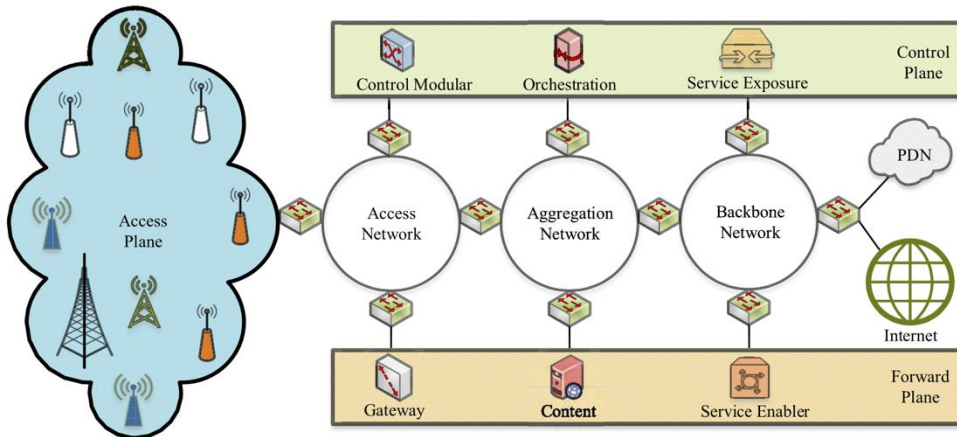 Control Modular
Orchestration
Service Exposure
Control
Plane
Access
Plane
Access
Network
Aggregation
Network
Backbone
Network
PDN
Internet
Gateway
Content
Service Enabler
Forward
Plane